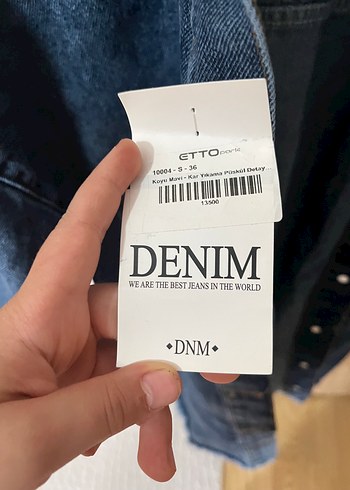 ETTO park
10004 - S - 36
Koyu Mavi - Kar Yıkama Püskül Detay...
13500
DENIM
WE ARE THE BEST JEANS IN THE WORLD
◆DNM◆